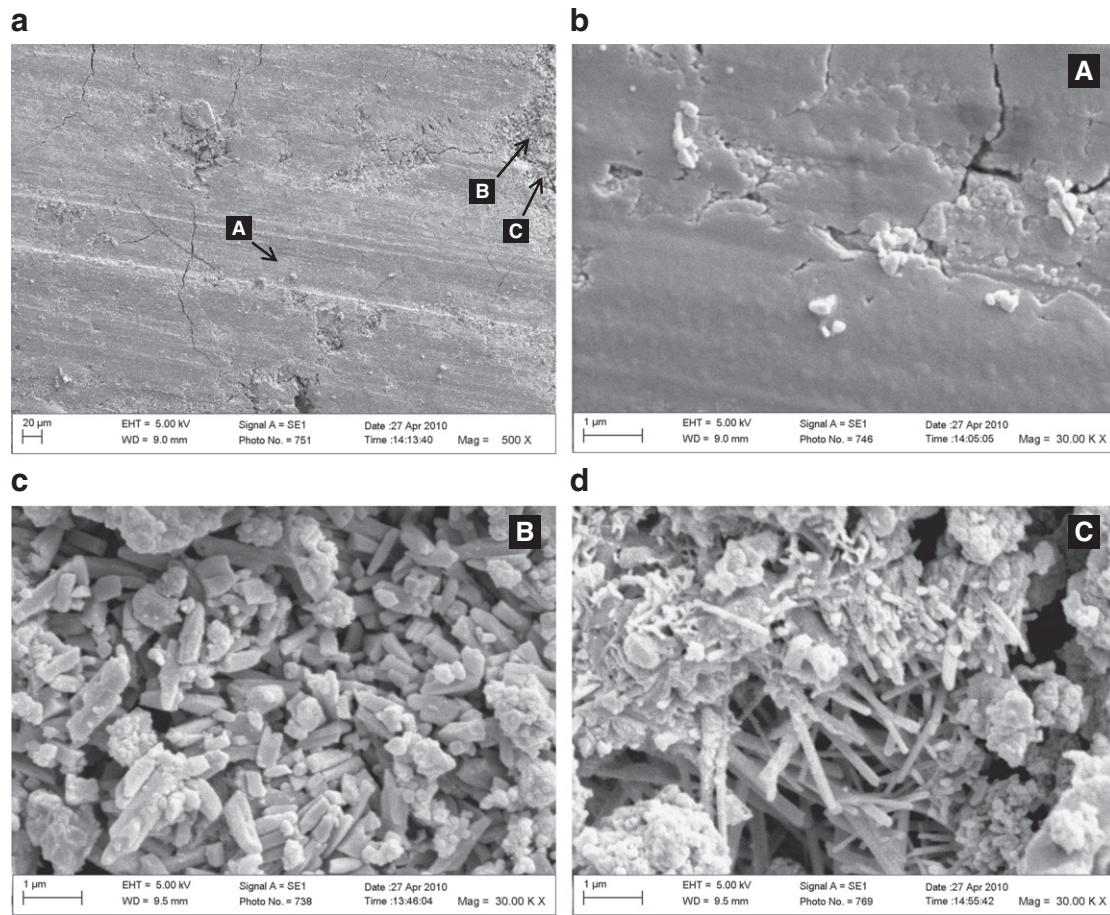 a
b
B
C
A
A
20 µm
EHT = 5.00 kV
WD = 9.0 mm
Signal A = SE1
Photo No. = 751
Date :27 Apr 2010
Time :14:13:40
Mag = 500 X
1 µm
EHT = 5.00 kV
WD = 9.0 mm
Signal A = SE1
Photo No. = 746
Date :27 Apr 2010
Time :14:05:05
Mag = 30.00 K X
c
d
B
C
1 µm
EHT = 5.00 kV
WD = 9.5 mm
Signal A = SE1
Photo No. = 738
Date :27 Apr 2010
Time :13:46:04
Mag = 30.00 K X
1 µm
EHT = 5.00 kV
WD = 9.5 mm
Signal A = SE1
Photo No. = 769
Date :27 Apr 2010
Time :14:55:42
Mag = 30.00 K X